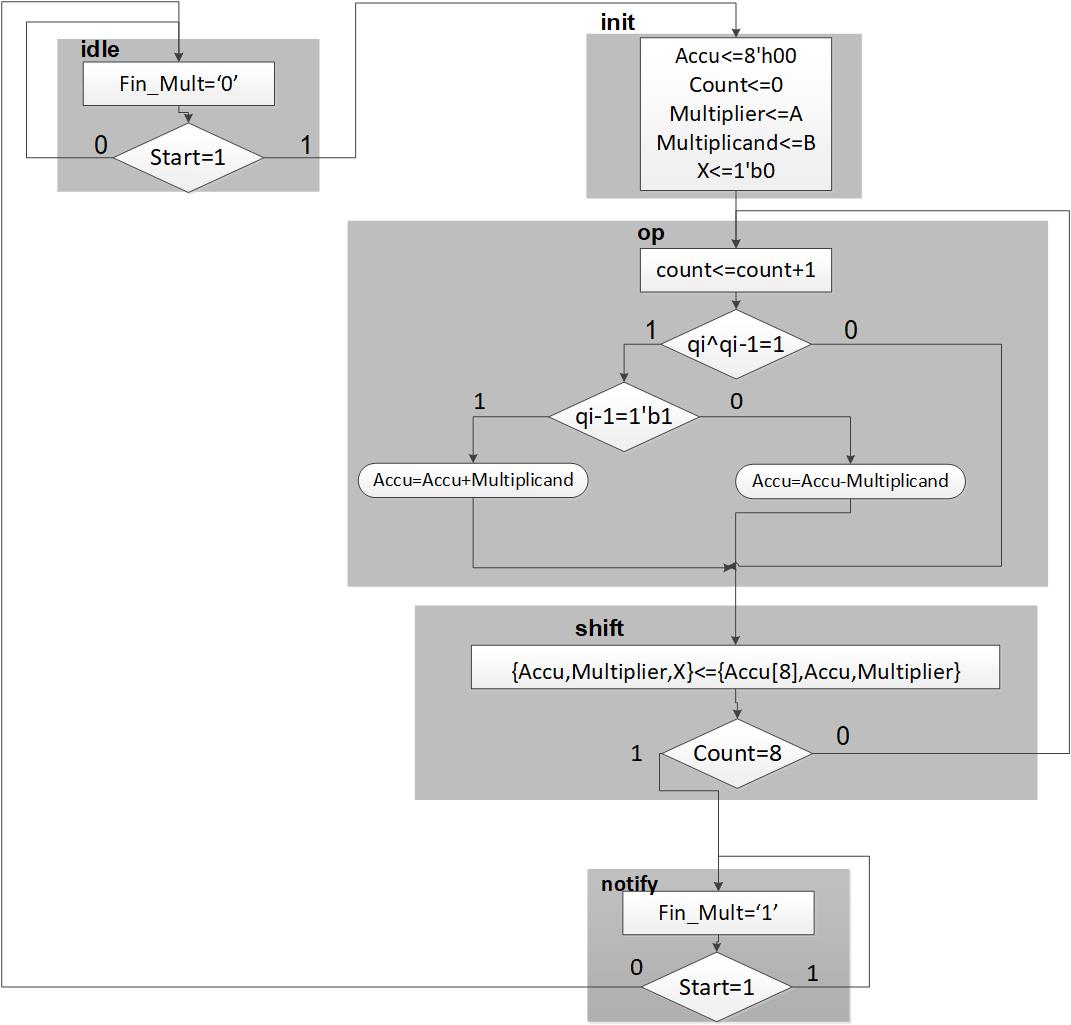 idle
Fin_Mult=‘0’
0
Start=1
1
init
Accu<=8'h00
Count<=0
Multiplier<=A
Multiplicand<=B
X<=1'b0
op
count<=count+1
1
qi^qi-1=1
0
1
qi-1=1'b1
0
Accu=Accu+Multiplicand
Accu=Accu-Multiplicand
shift
{Accu,Multiplier,X}<={Accu[8],Accu,Multiplier}
1
Count=8
0
notify
Fin_Mult=‘1’
0
Start=1
1